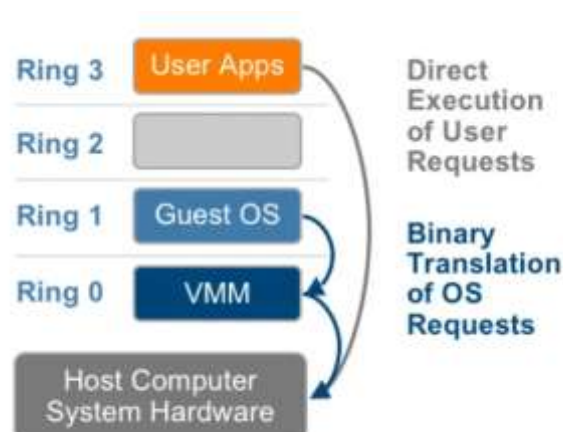 Ring 3
User Apps
Ring 2
Ring 1
Guest OS
Ring 0
VMM
Host Computer
System Hardware
Direct
Execution
of User
Requests
Binary
Translation
of OS
Requests